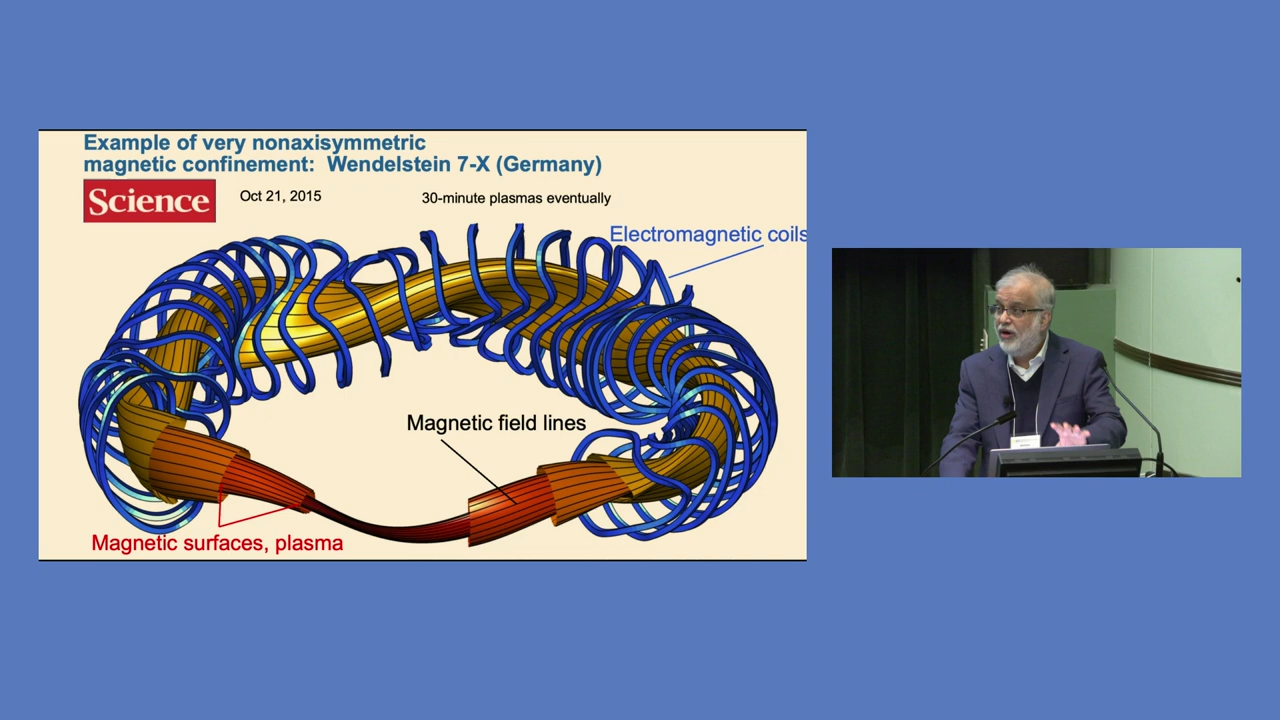 Example of very nonaxisymmetric
magnetic confinement: Wendelstein 7-X (Germany)
Science
Oct 21, 2015
30-minute plasmas eventually
Electromagnetic coils
Magnetic field lines
Magnetic surfaces, plasma